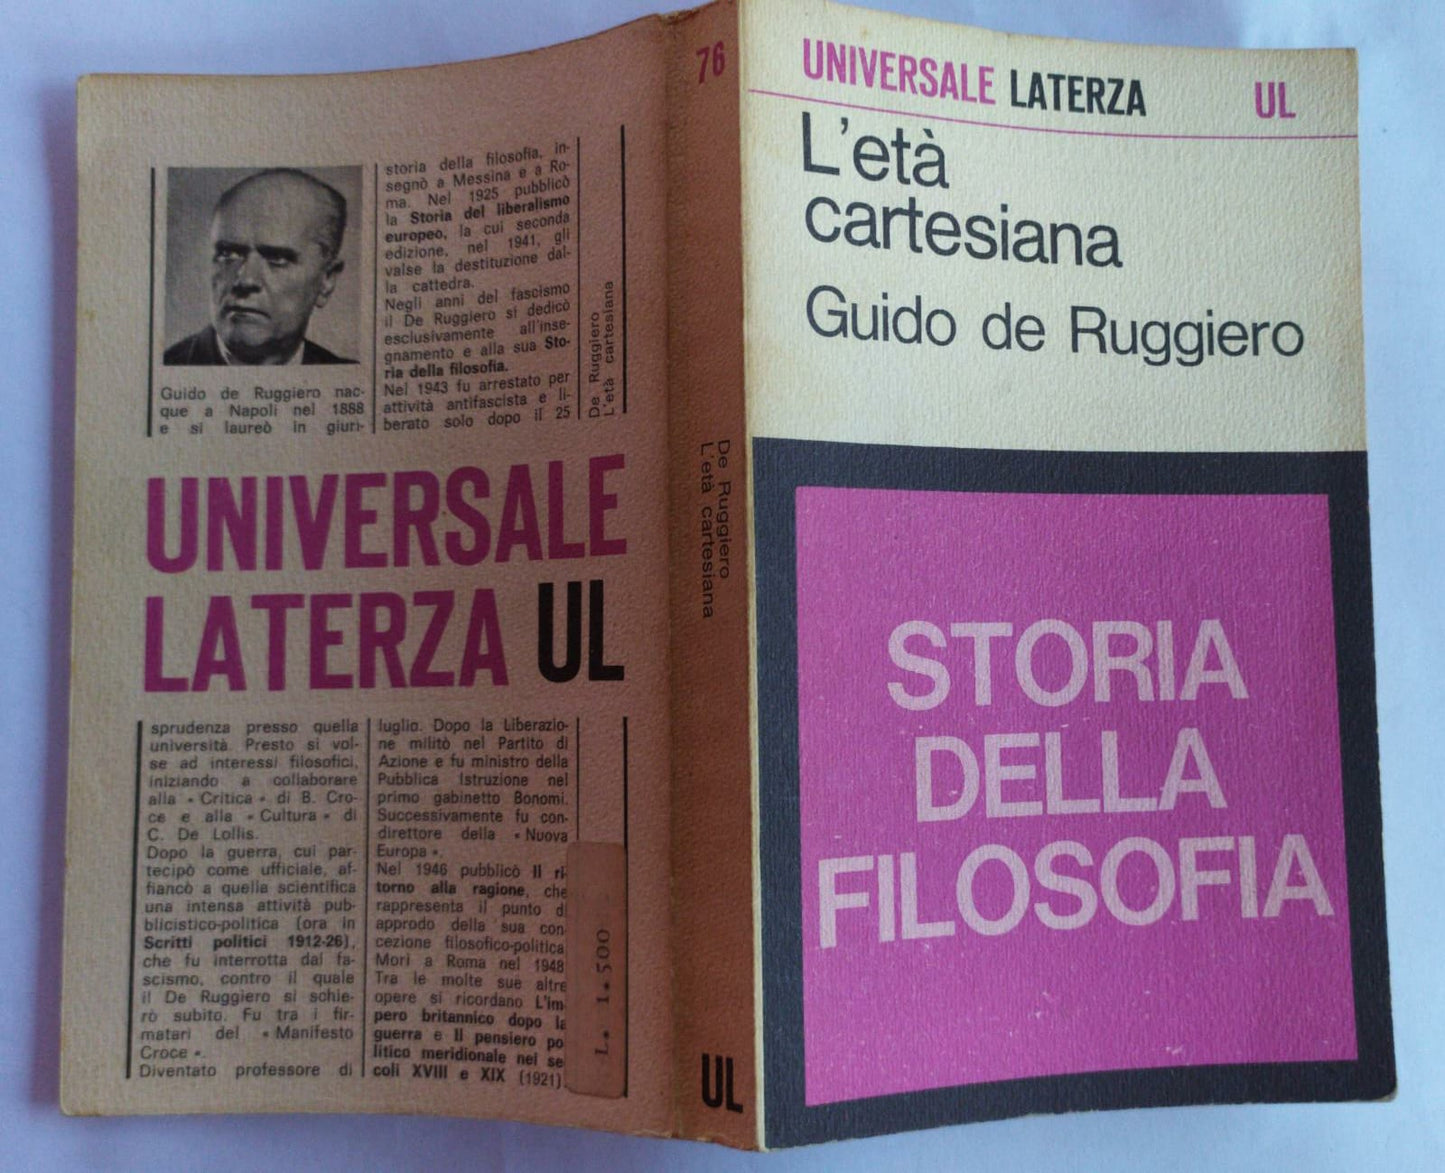 Guido de Ruggiero nac-
que a Napoli nel 1888
e si laureò in giuri-
sprudenza presso quella
università. Presto si vol-
se ad interessi filosofici,
iniziando a collaborare
alla « Critica » di B. Cro-
ce e alla « Cultura » di
C. De Lollis.
Dopo la guerra, cui par-
tecipò come ufficiale, af-
fiancò a quella scientifica
una intensa attività pub-
blicistico-politica (ora in
Scritti politici 1912-26),
che fu interrotta dal fa-
scismo, contro il quale
il De Ruggiero si schie-
rò subito. Fu tra i fir-
matari del « Manifesto
Croce ».
Diventato professore di
storia della filosofia, in-
segnò a Messina e a Ro-
ma. Nel 1925 pubblicò
la Storia del liberalismo
europeo, la cui seconda
edizione, nel 1941, gli
valse la destituzione dal-
la cattedra.
Negli anni del fascismo
il De Ruggiero si dedicò
esclusivamente all'inse-
gnamento e alla sua Sto-
ria della filosofia.
Nel 1943 fu arrestato per
attività antifascista e li-
berato solo dopo il 25
luglio. Dopo la Liberazio-
ne militò nel Partito di
Azione e fu ministro della
Pubblica Istruzione nel
primo gabinetto Bonomi.
Successivamente fu con-
direttore della « Nuova
Europa ».
Nel 1946 pubblicò Il ri-
torno alla ragione, che
rappresenta il punto di
approdo della sua con-
cezione filosofico-politica
Morì a Roma nel 1948
Tra le molte sue altre
opere si ricordano L'im
pero britannico dopo la
guerra e Il pensiero po
litico meridionale nei se
coli XVIII e XIX (1921).
De Ruggiero
L'età cartesiana
UNIVERSALE
LATERZA UL
L. 1.500
76
De Ruggiero
L'età cartesiana
UL
UNIVERSALE LATERZA UL
L'età
cartesiana
Guido de Ruggiero
STORIA
DELLA
FILOSOFIA